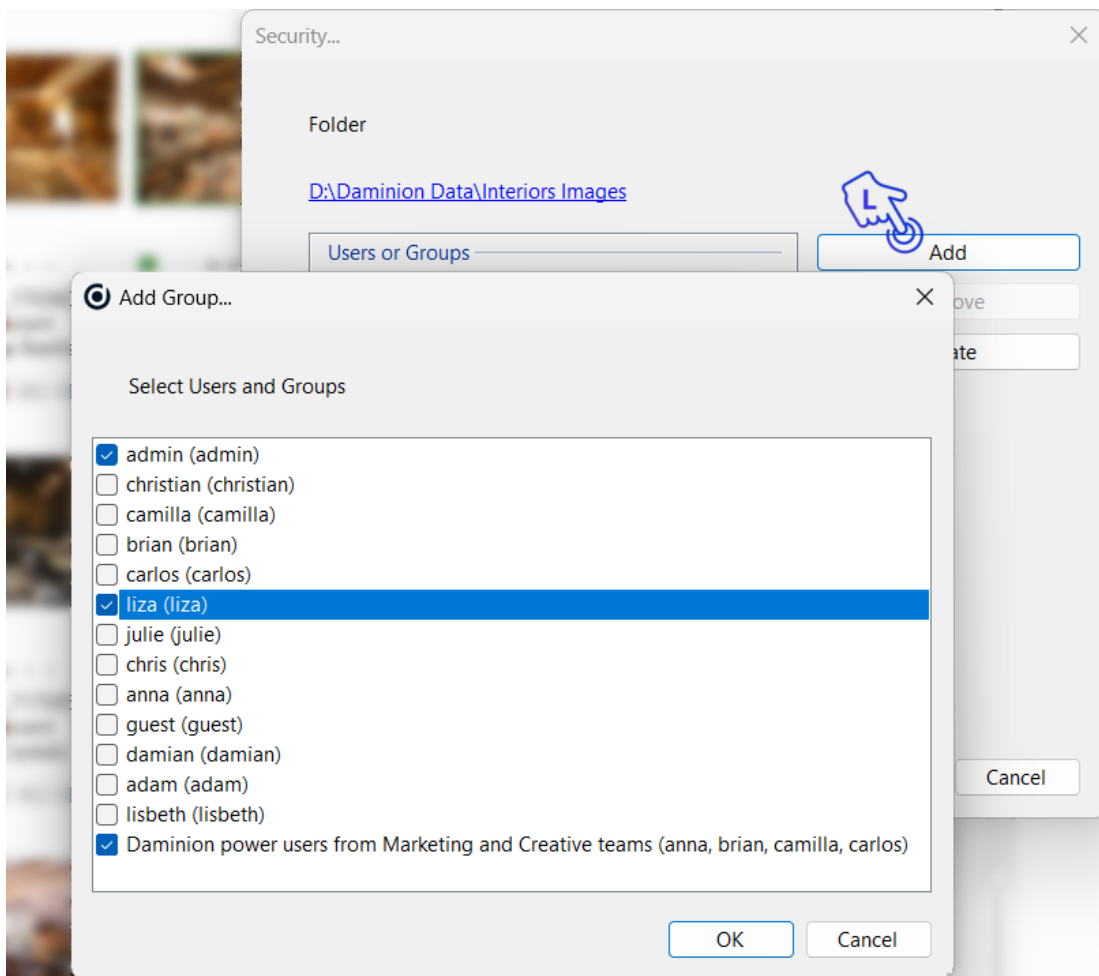 Security...
Folder
D:\Daminion Data\Interiors Images
L
Users or Groups
Add
Add Group...
Select Users and Groups
admin (admin)
christian (christian)
camilla (camilla)
brian (brian)
carlos (carlos)
liza (liza)
julie (julie)
chris (chris)
anna (anna)
guest (guest)
damian (damian)
adam (adam)
lisbeth (lisbeth)
Daminion power users from Marketing and Creative teams (anna, brian, camilla, carlos)
OK
Cancel
ove
ate
Cancel